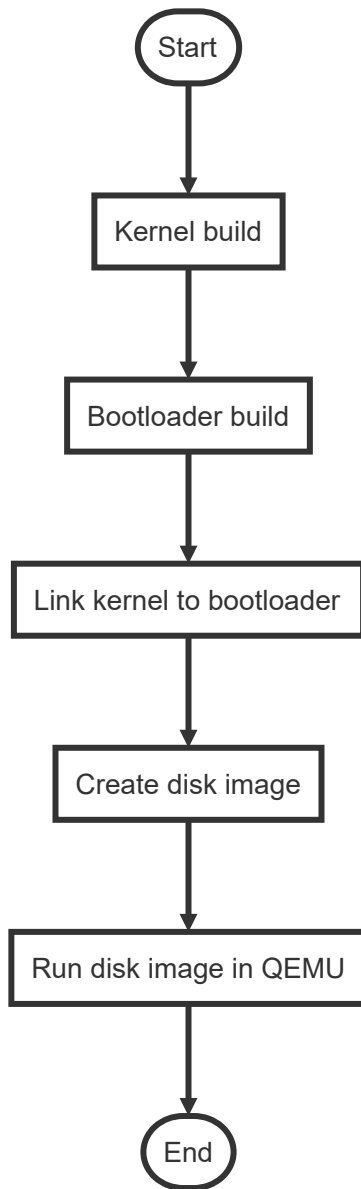 Start
Kernel build
Bootloader build
Link kernel to bootloader
Create disk image
Run disk image in QEMU
End